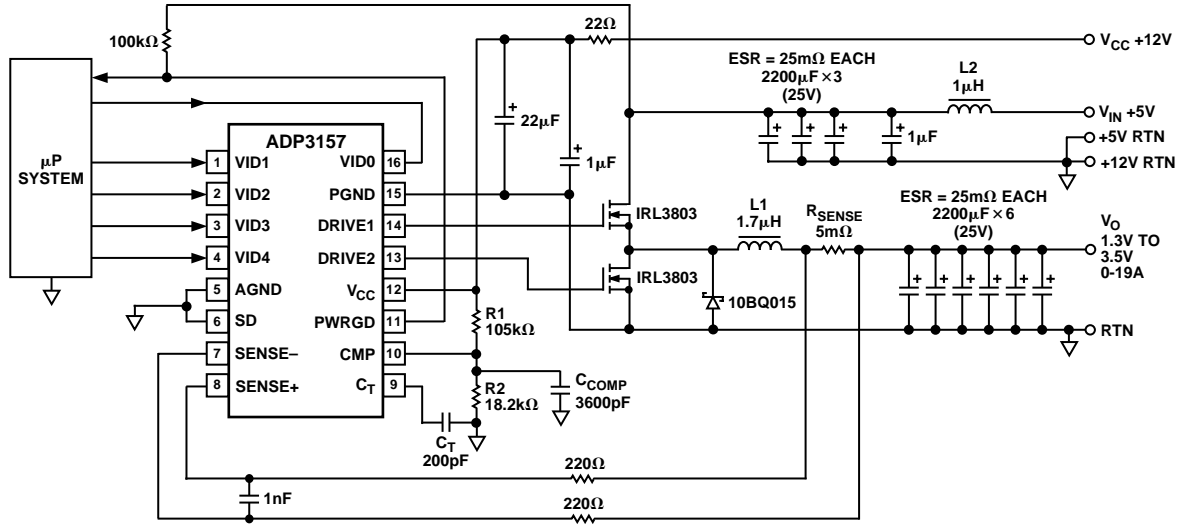 100kΩ
22Ω
V_CC +12V
ESR = 25mΩ EACH
2200μF ×3
(25V)
L2
1μH
V_IN +5V
+5V RTN
+12V RTN
22μF
1μF
1μF
μP
SYSTEM
ADP3157
1 VID1
2 VID2
3 VID3
4 VID4
5 AGND
6 SD
7 SENSE–
8 SENSE+
VID0 16
PGND 15
DRIVE1 14
DRIVE2 13
V_CC 12
PWRGD 11
CMP 10
C_T 9
IRL3803
IRL3803
L1
1.7μH
R_SENSE
5mΩ
ESR = 25mΩ EACH
2200μF ×6
(25V)
V_O
1.3V TO
3.5V
0-19A
10BQ015
RTN
R1
105kΩ
R2
18.2kΩ
C_COMP
3600pF
C_T
200pF
220Ω
1nF
220Ω